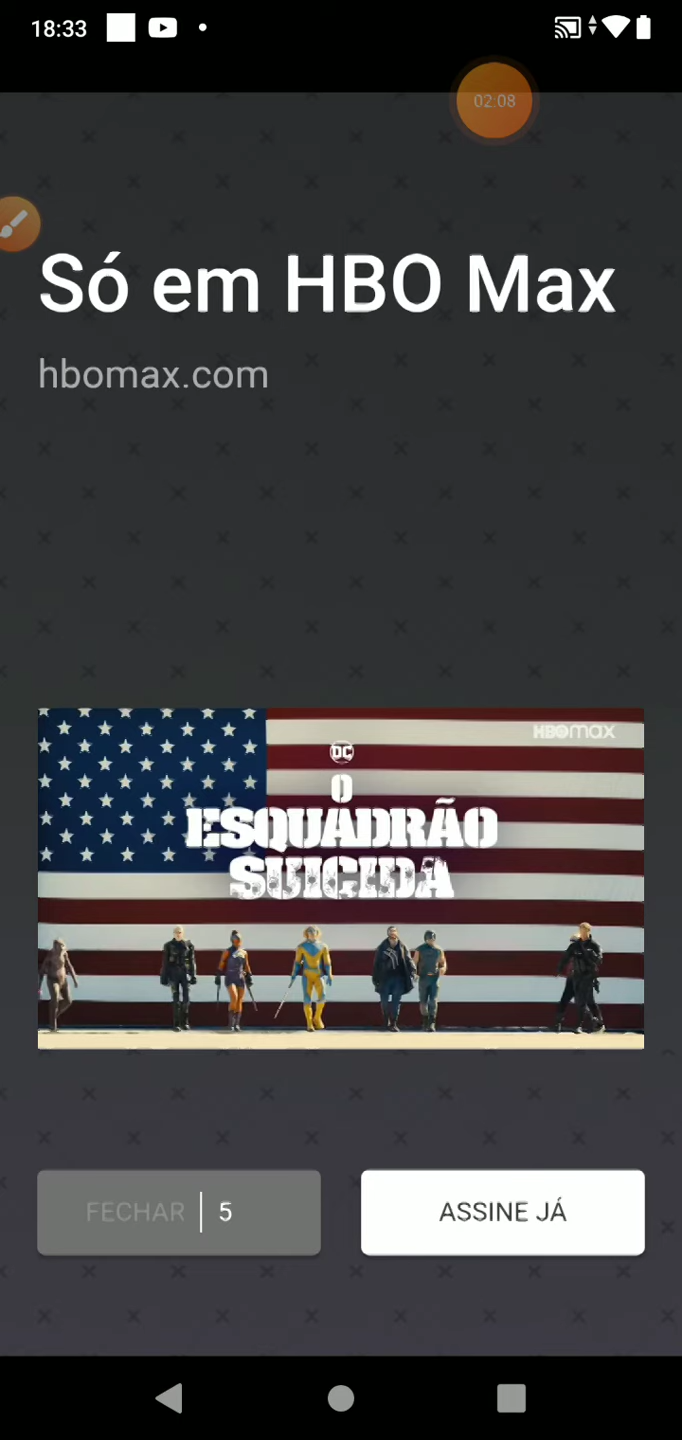 18:33
02:08
Só em HBO Max
hbomax.com
HBOmax
DC
O
ESQUADRÃO
SUICIDA
FECHAR | 5
ASSINE JÁ